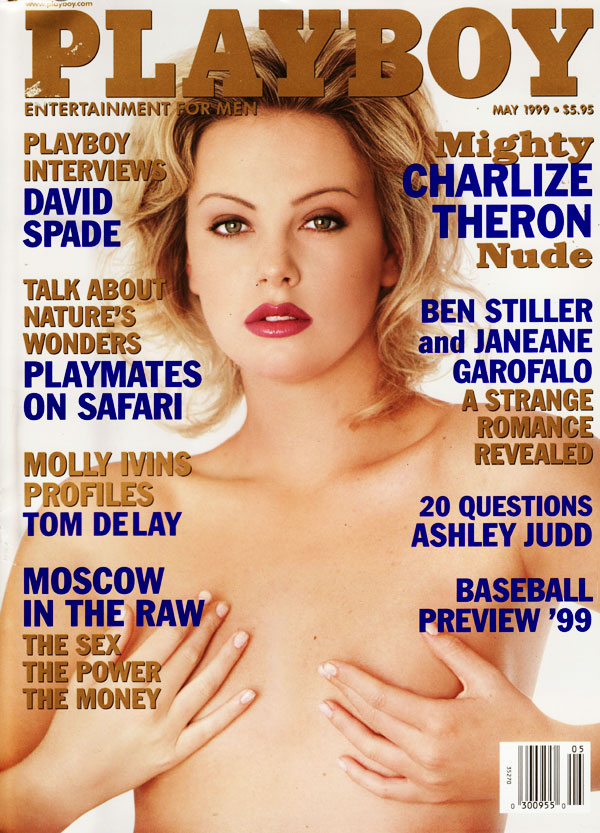 www.playboy.com
PLAYBOY
ENTERTAINMENT FOR MEN
MAY 1999 • $5.95
PLAYBOY
INTERVIEWS
DAVID
SPADE
TALK ABOUT
NATURE'S
WONDERS
PLAYMATES
ON SAFARI
MOLLY IVINS
PROFILES
TOM DELAY
MOSCOW
IN THE RAW
THE SEX
THE POWER
THE MONEY
Mighty
CHARLIZE
THERON
Nude
BEN STILLER
and JANEANE
GAROFALO
A STRANGE
ROMANCE
REVEALED
20 QUESTIONS
ASHLEY JUDD
BASEBALL
PREVIEW '99
05
35270
0 300955 0